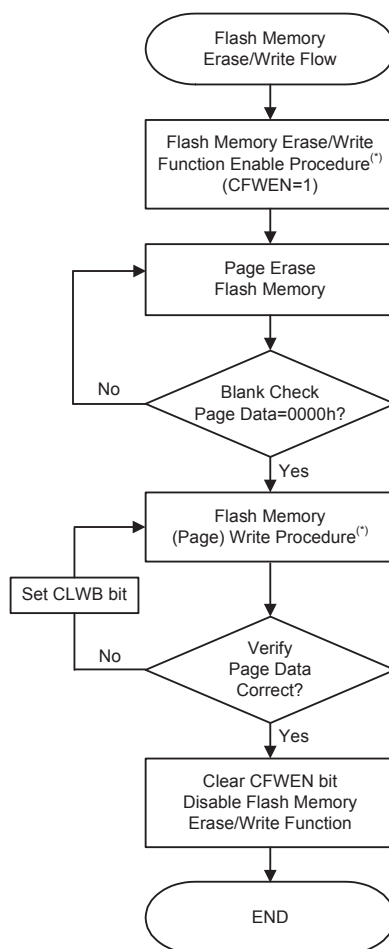 Flash Memory
Erase/Write Flow
Flash Memory Erase/Write
Function Enable Procedure(*)
(CFWEN=1)
Page Erase
Flash Memory
No
Blank Check
Page Data=0000h?
Yes
Flash Memory
(Page) Write Procedure(*)
Set CLWB bit
No
Verify
Page Data
Correct?
Yes
Clear CFWEN bit
Disable Flash Memory
Erase/Write Function
END